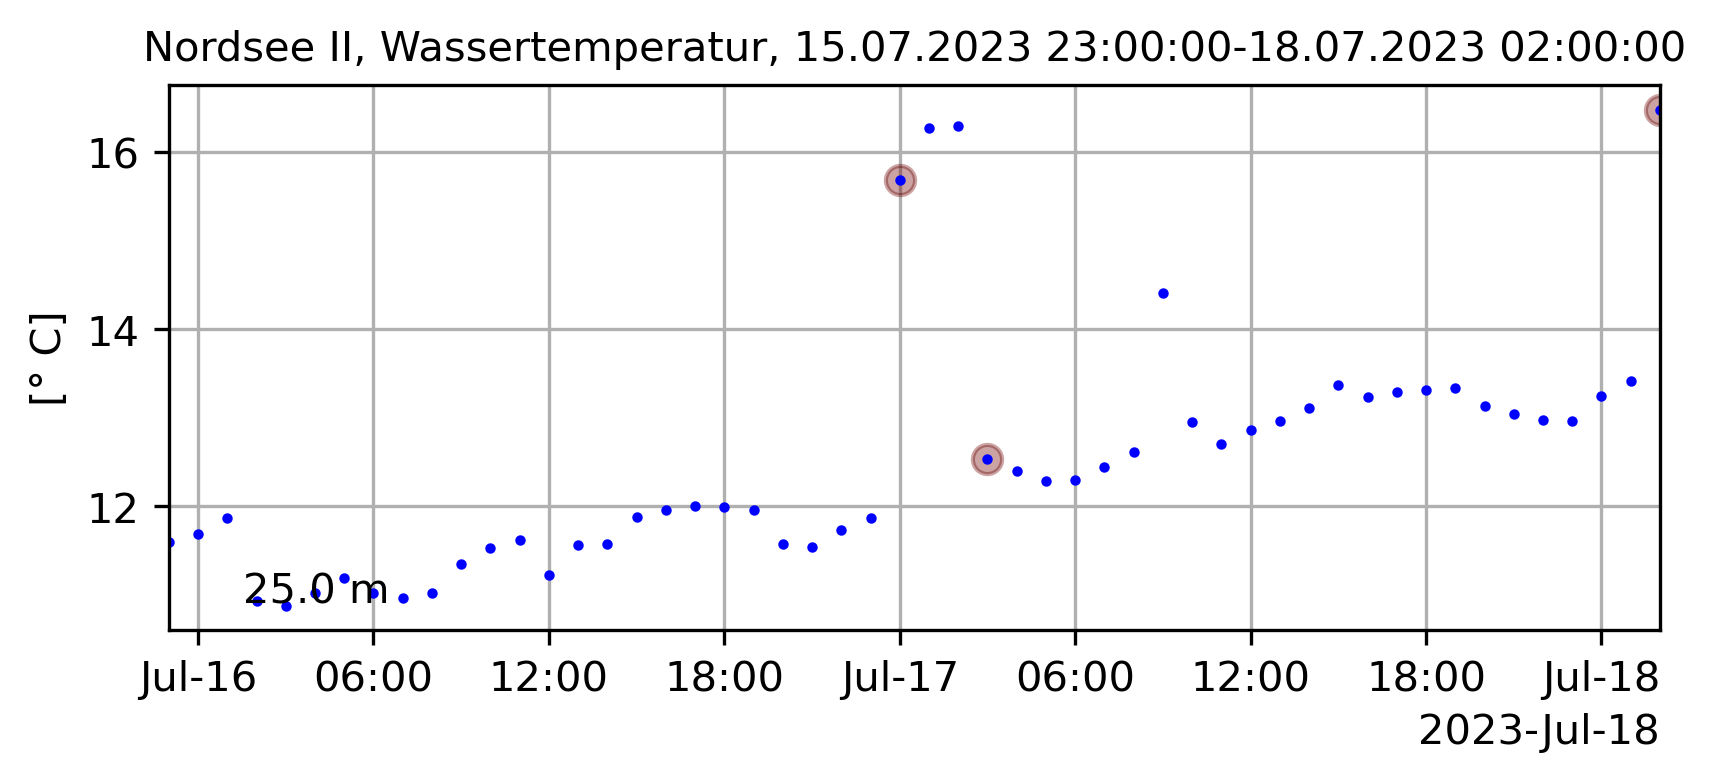 Nordsee II, Wassertemperatur, 15.07.2023 23:00:00-18.07.2023 02:00:00
16
14
12
[° C]
25.0 m
Jul-16 06:00 12:00 18:00 Jul-17 06:00 12:00 18:00 Jul-18
2023-Jul-18